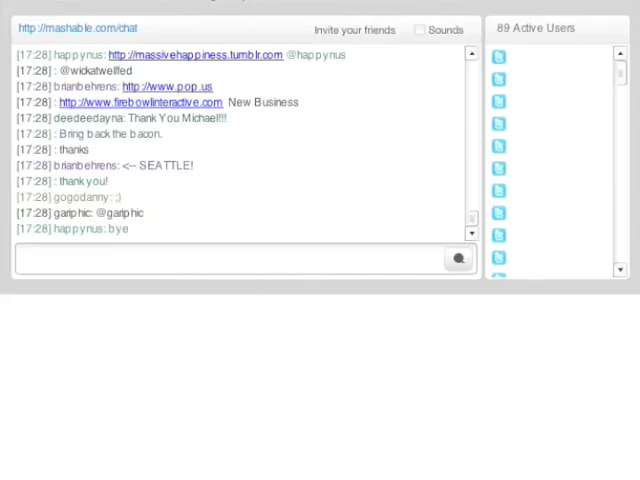 http://mashable.com/chat
Invite your friends
Sounds
89 Active Users
[17:28] happynus: http://massivehappiness.tumblr.com @happynus
[17:28] : @wickatwellfed
[17:28] brianbehrens: http://www.pop.us
[17:28] : http://www.firebowlinteractive.com New Business
[17:28] deedeedayna: Thank You Michael!!!
[17:28] : Bring back the bacon.
[17:28] : thanks
[17:28] brianbehrens: <-- SEATTLE!
[17:28] : thank you!
[17:28] gogodanny: ;)
[17:28] gariphic: @gariphic
[17:28] happynus: bye